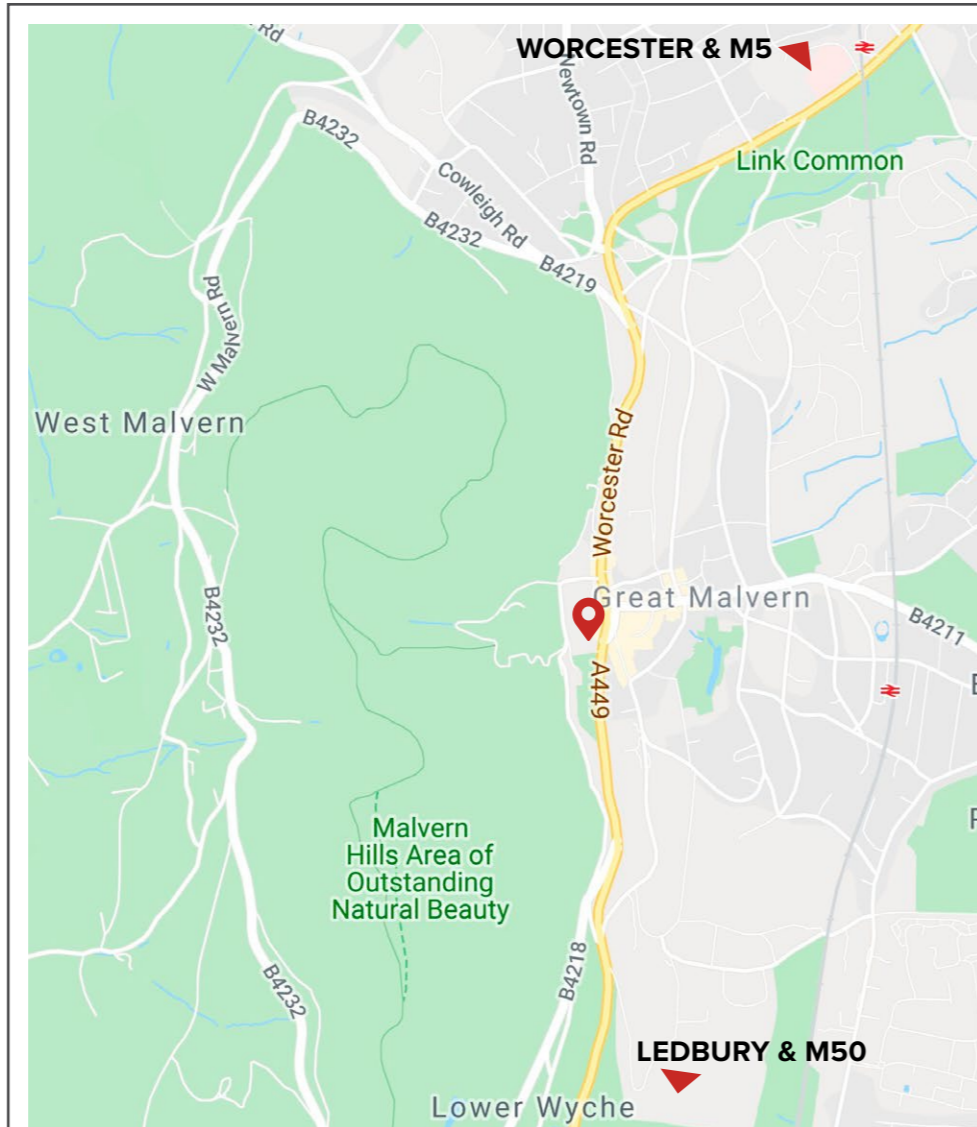 Rd
WORCESTER & M5
Newtown Rd
B4232
Link Common
Cowleigh Rd
B4232
B4219
W Malvern Rd
West Malvern
Worcester Rd
Great Malvern
B4211
B4232
A449
E
Malvern
Hills Area of
Outstanding
Natural Beauty
P
B4218
B4232
LEDBURY & M50
Lower Wyche